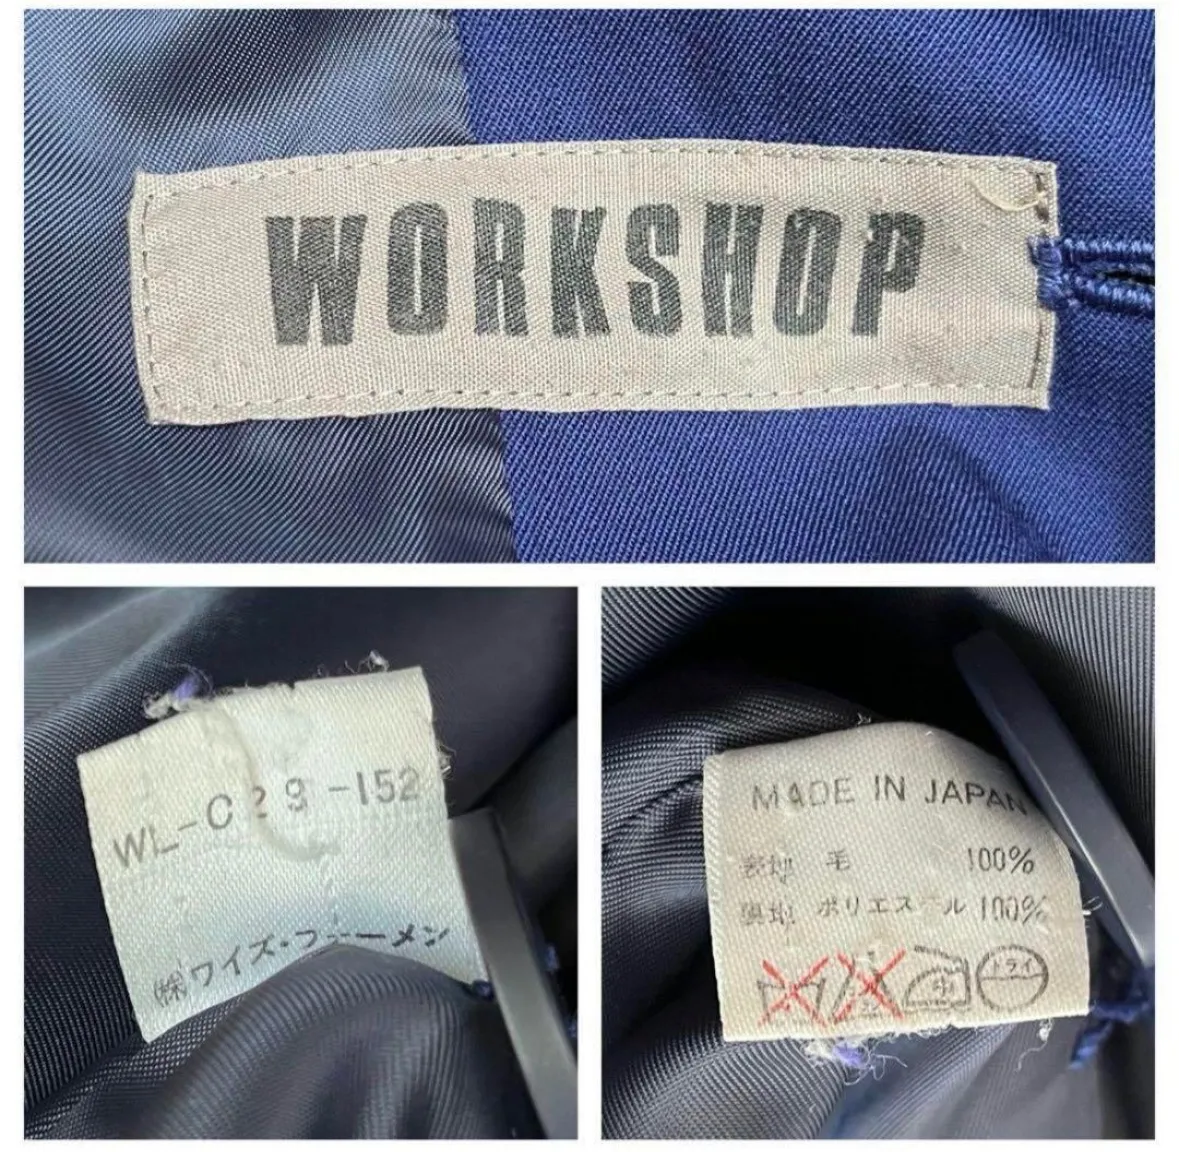 WORKSHOP
WL-C29-152
㈱ワイズ・フォーメン
MADE IN JAPAN
表地 毛 100%
裏地 ポリエステル 100%
中
ドライ